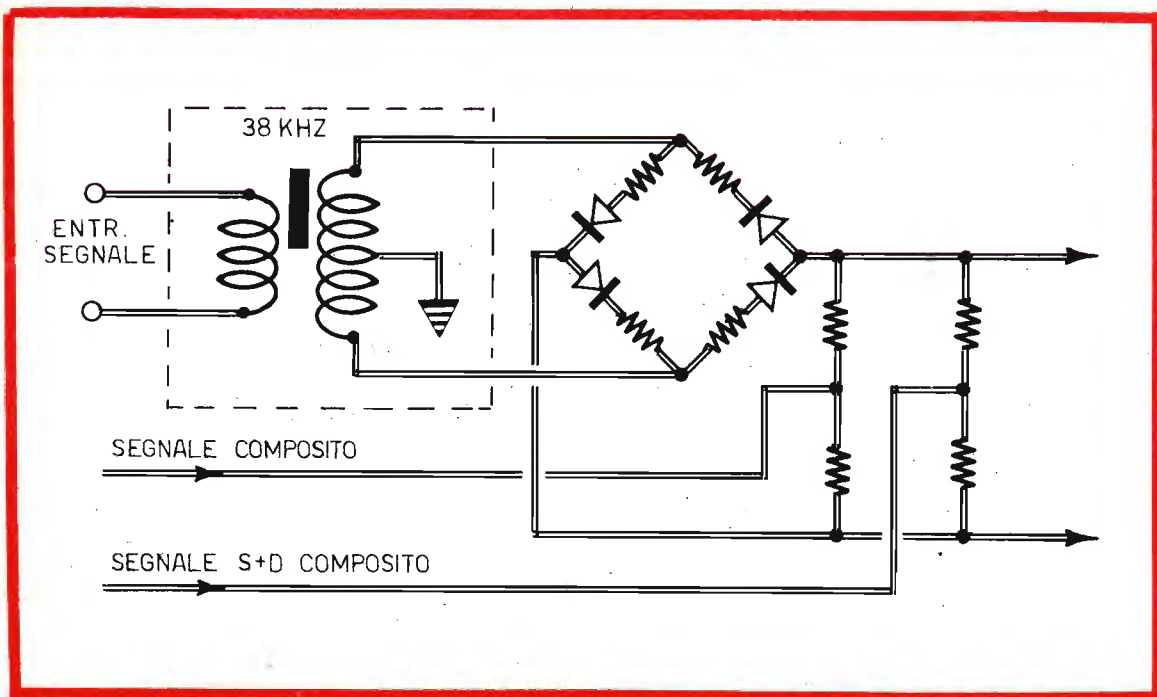 38 KHZ
ENTR.
SEGNALE
SEGNALE COMPOSITO
SEGNALE S+D COMPOSITO